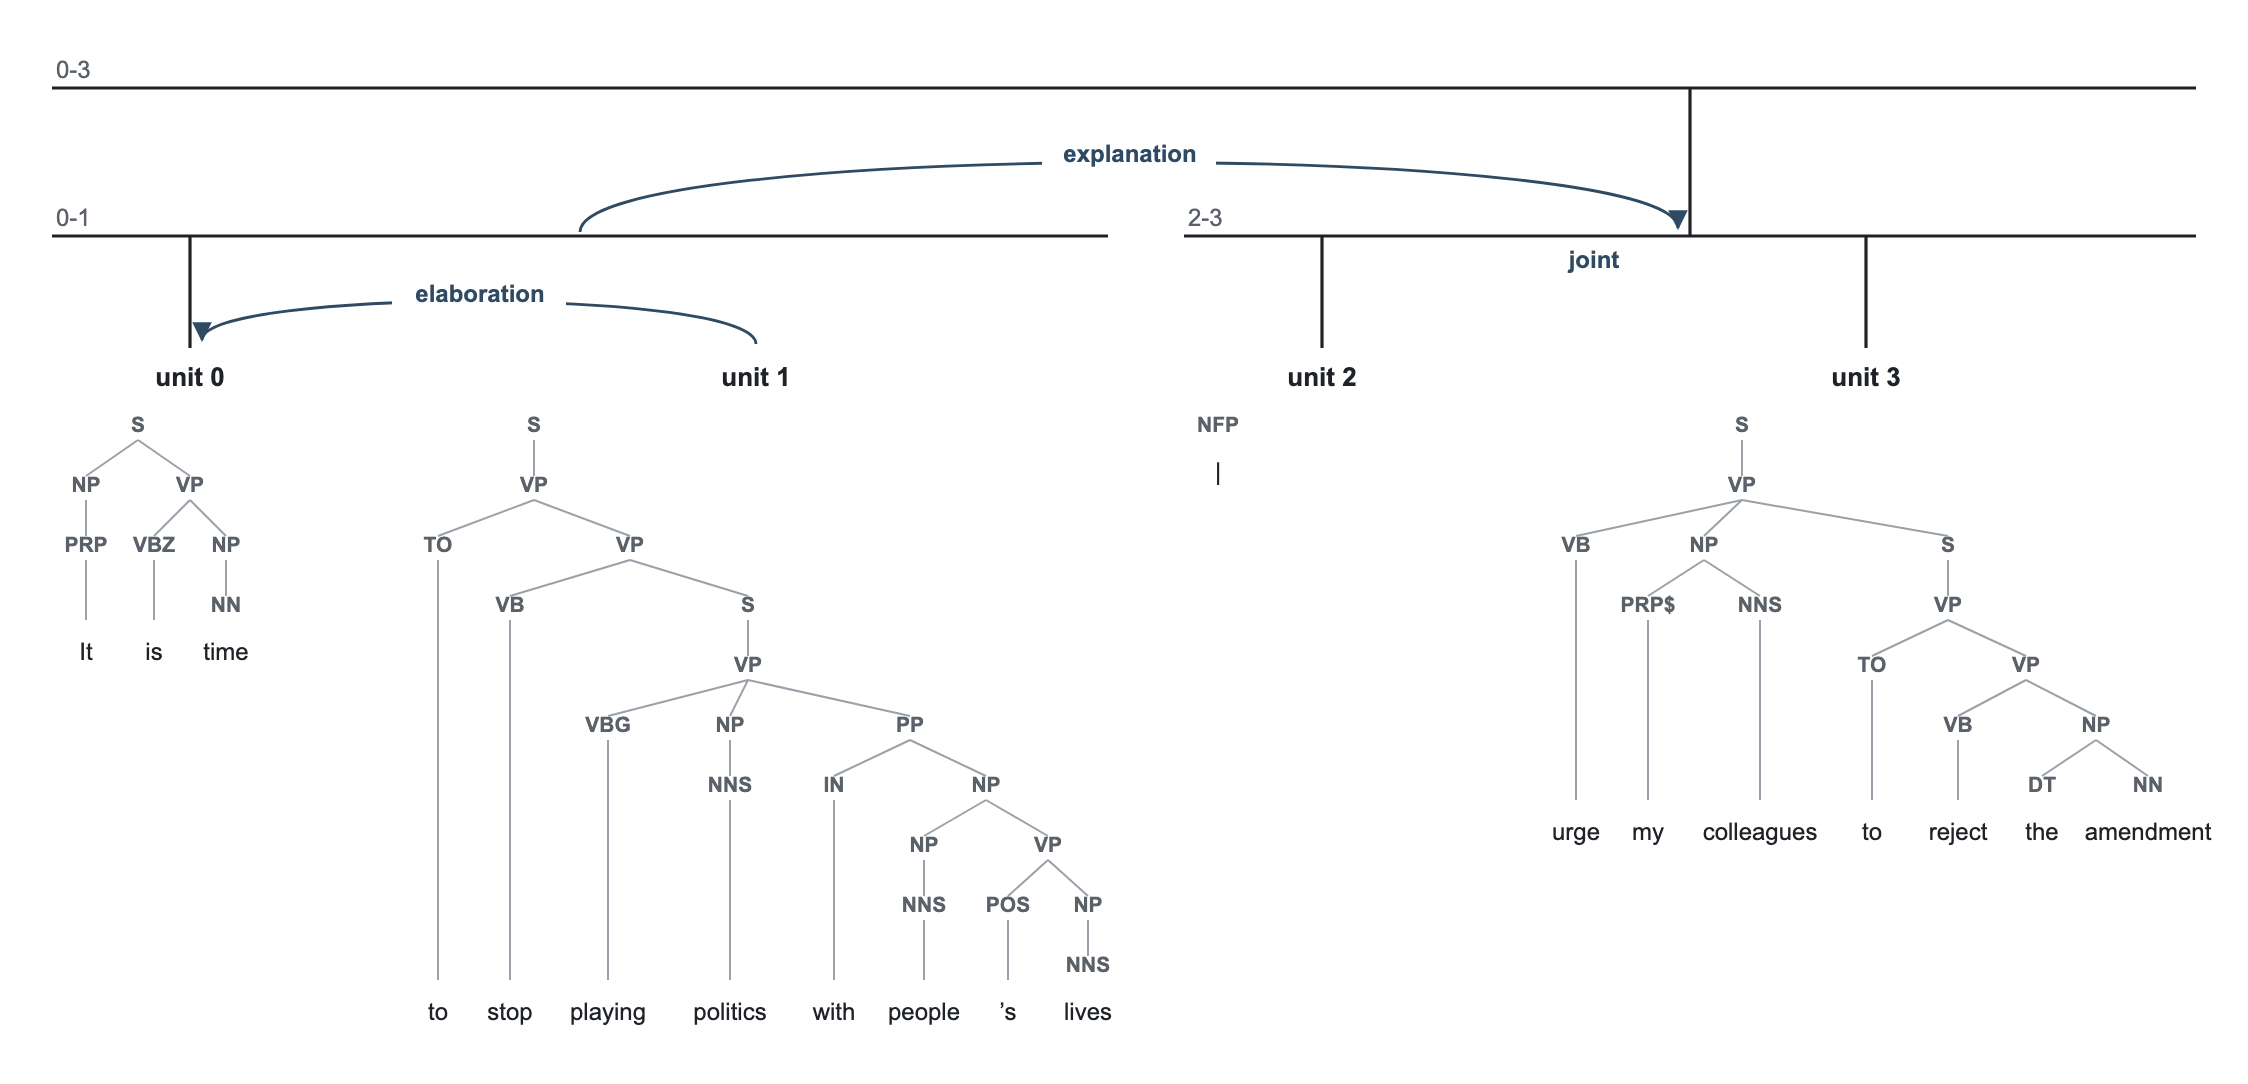 0-3
explanation
0-1 2-3
joint
elaboration
unit 0 unit 1 unit 2 unit 3
S S NFP S
NP VP VP | VP
PRP VBZ NP TO VP VB NP S
NN VB S PRP$ NNS VP
It is time VP TO VP
VBG NP PP VB NP
NNS IN NP DT NN
urge my colleagues to reject the amendment
NP VP
NNS POS NP
NNS
to stop playing politics with people ’s lives